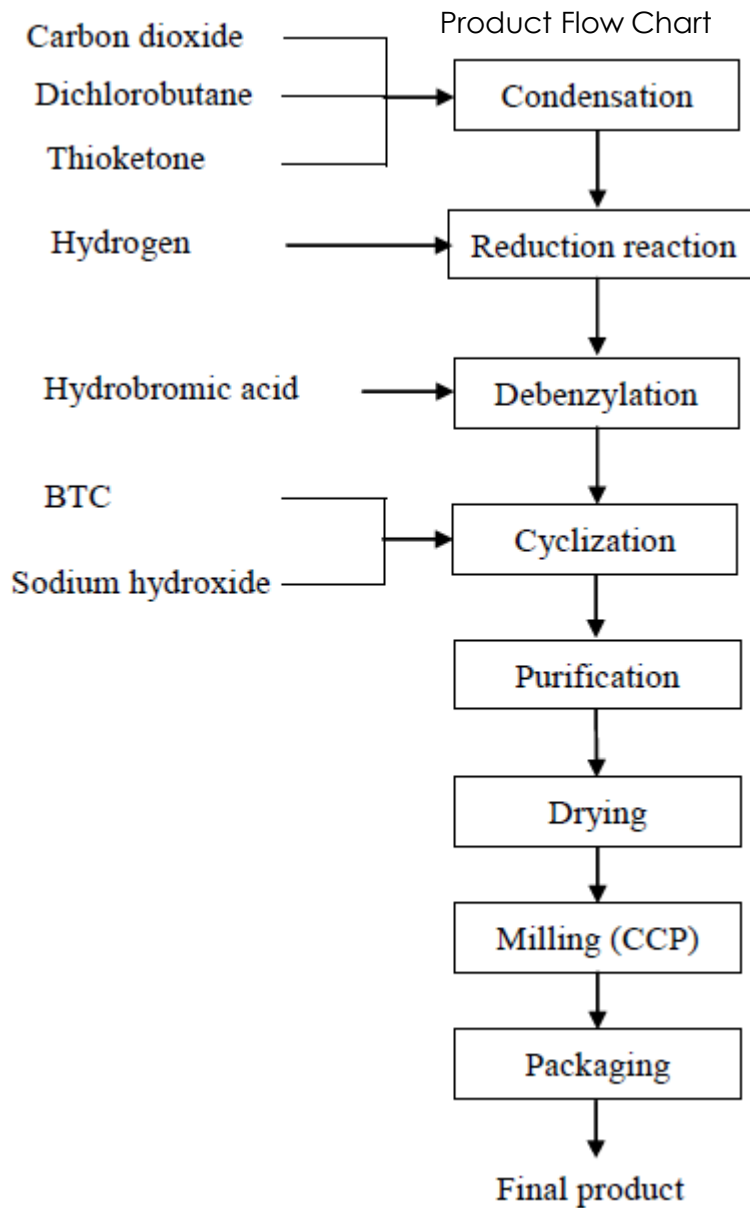 Product Flow Chart
Carbon dioxide
Dichlorobutane
Thioketone
Condensation
Hydrogen
Reduction reaction
Hydrobromic acid
Debenzylation
BTC
Sodium hydroxide
Cyclization
Purification
Drying
Milling (CCP)
Packaging
Final product